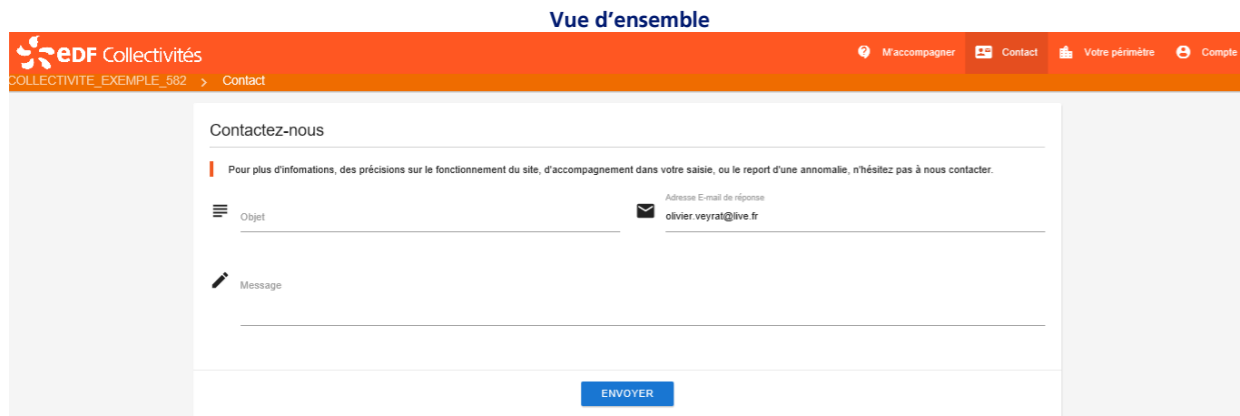 Vue d'ensemble
eDF Collectivités
M'accompagner
Contact
Votre périmètre
Compte
COLLECTIVITE_EXEMPLE_582 > Contact
Contactez-nous
Pour plus d'infomations, des précisions sur le fonctionnement du site, d'accompagnement dans votre saisie, ou le report d'une annomalie, n'hésitez pas à nous contacter.
Objet
Adresse E-mail de réponse
olivier.veyrat@live.fr
Message
ENVOYER